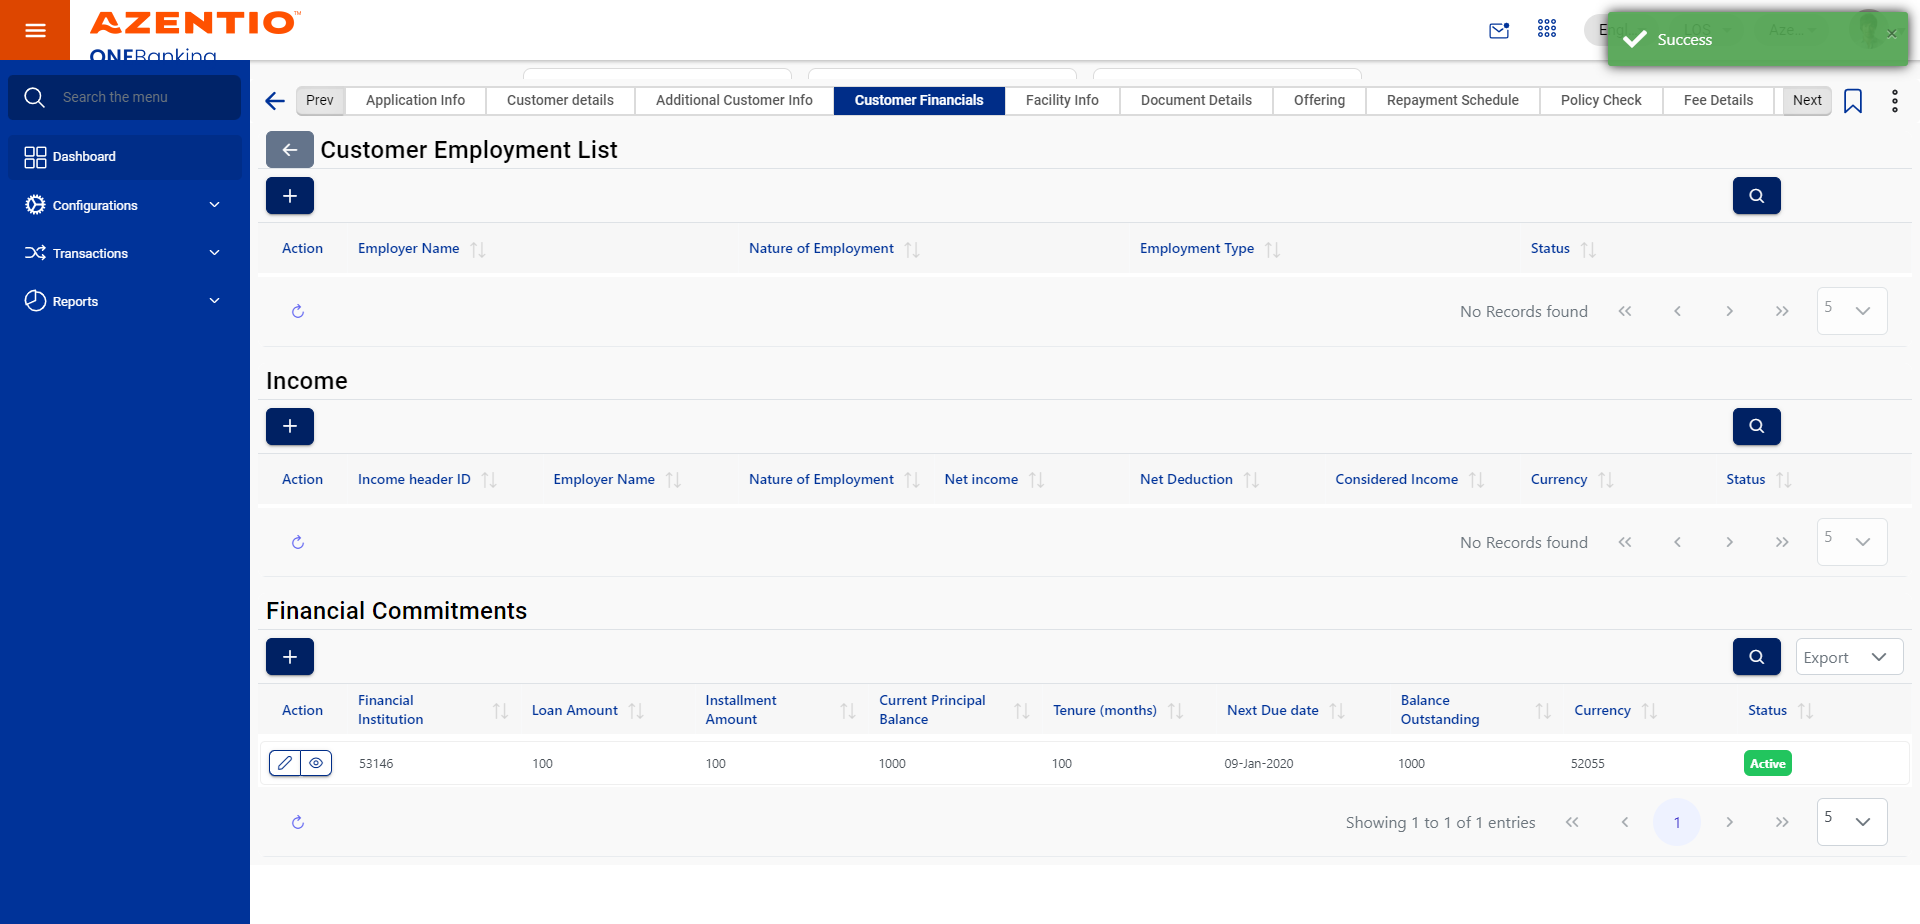 AZENTIO™
ONEBanking
Success
Search the menu
Dashboard
Configurations
Transactions
Reports
Prev
Application Info
Customer details
Additional Customer Info
Customer Financials
Facility Info
Document Details
Offering
Repayment Schedule
Policy Check
Fee Details
Next
Customer Employment List
Action
Employer Name
Nature of Employment
Employment Type
Status
No Records found
5
Income
Action
Income header ID
Employer Name
Nature of Employment
Net income
Net Deduction
Considered Income
Currency
Status
No Records found
5
Financial Commitments
Export
Action
Financial Institution
Loan Amount
Installment Amount
Current Principal Balance
Tenure (months)
Next Due date
Balance Outstanding
Currency
Status
53146
100
100
1000
100
09-Jan-2020
1000
52055
Active
Showing 1 to 1 of 1 entries
1
5